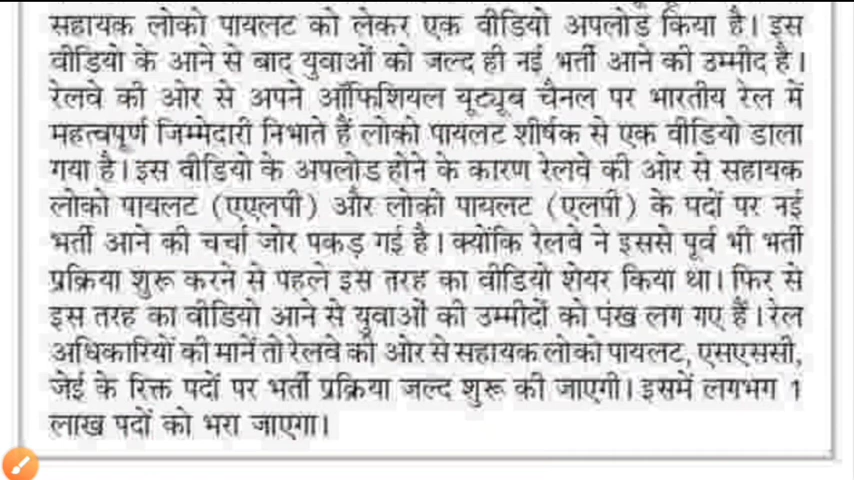 सहायक लोको पायलट को लेकर एक वीडियो अपलोड किया है। इस
वीडियो के आने से बाद युवाओं को जल्द ही नई भर्ती आने की उम्मीद है।
रेलवे की ओर से अपने ऑफिशियल यूट्यूब चैनल पर भारतीय रेल में
महत्वपूर्ण जिम्मेदारी निभाते हैं लोको पायलट शीर्षक से एक वीडियो डाला
गया है। इस वीडियो के अपलोड होने के कारण रेलवे की ओर से सहायक
लोको पायलट (एएलपी) और लोको पायलट (एलपी) के पदों पर नई
भर्ती आने की चर्चा जोर पकड़ गई है। क्योंकि रेलवे ने इससे पूर्व भी भर्ती
प्रक्रिया शुरू करने से पहले इस तरह का वीडियो शेयर किया था। फिर से
इस तरह का वीडियो आने से युवाओं की उम्मीदों को पंख लग गए हैं। रेल
अधिकारियों की मानें तो रेलवे की ओर से सहायक लोको पायलट, एसएससी,
जेई के रिक्त पदों पर भर्ती प्रक्रिया जल्द शुरू की जाएगी। इसमें लगभग 1
लाख पदों को भरा जाएगा।